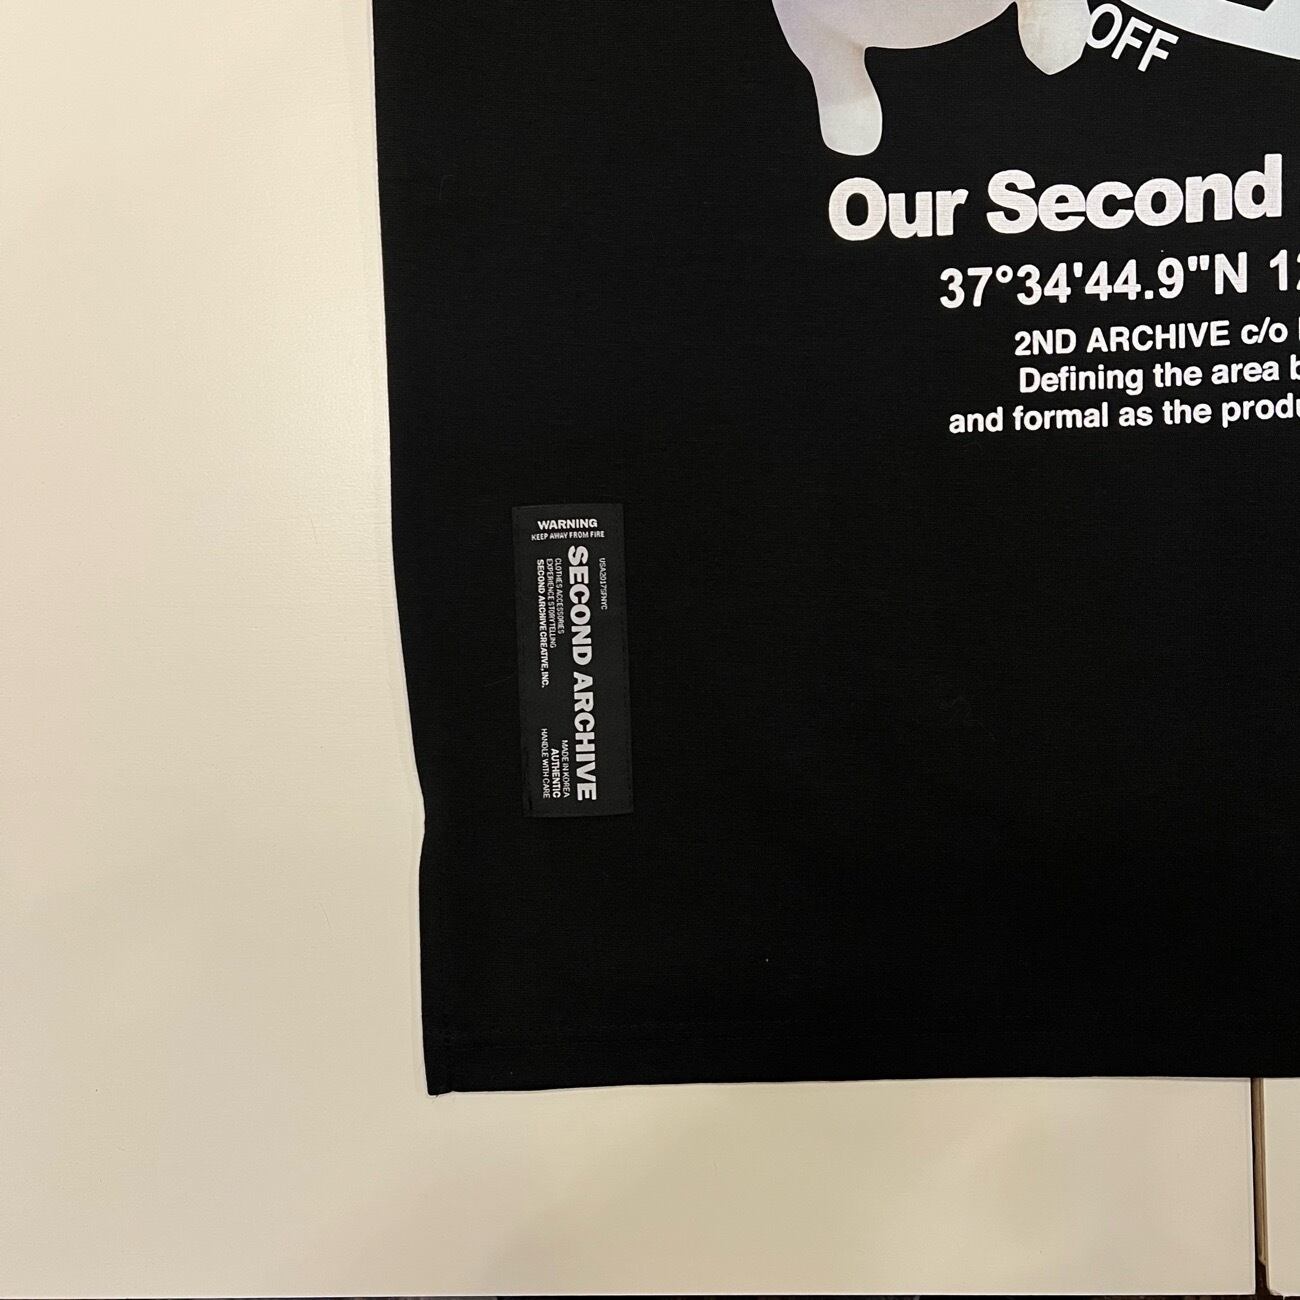 OFF
Our Second
37°34'44.9"N 12
2ND ARCHIVE c/o
Defining the area b
and formal as the produ
WARNING
KEEP AWAY FROM FIRE
USA2017SFNYC
SECOND ARCHIVE
CLOTHES ACCESSORIES
EXPERIENCE STORYTELLING
SECOND ARCHIVE CREATIVE, INC.
MADE IN KOREA
AUTHENTIC
HANDLE WITH CARE